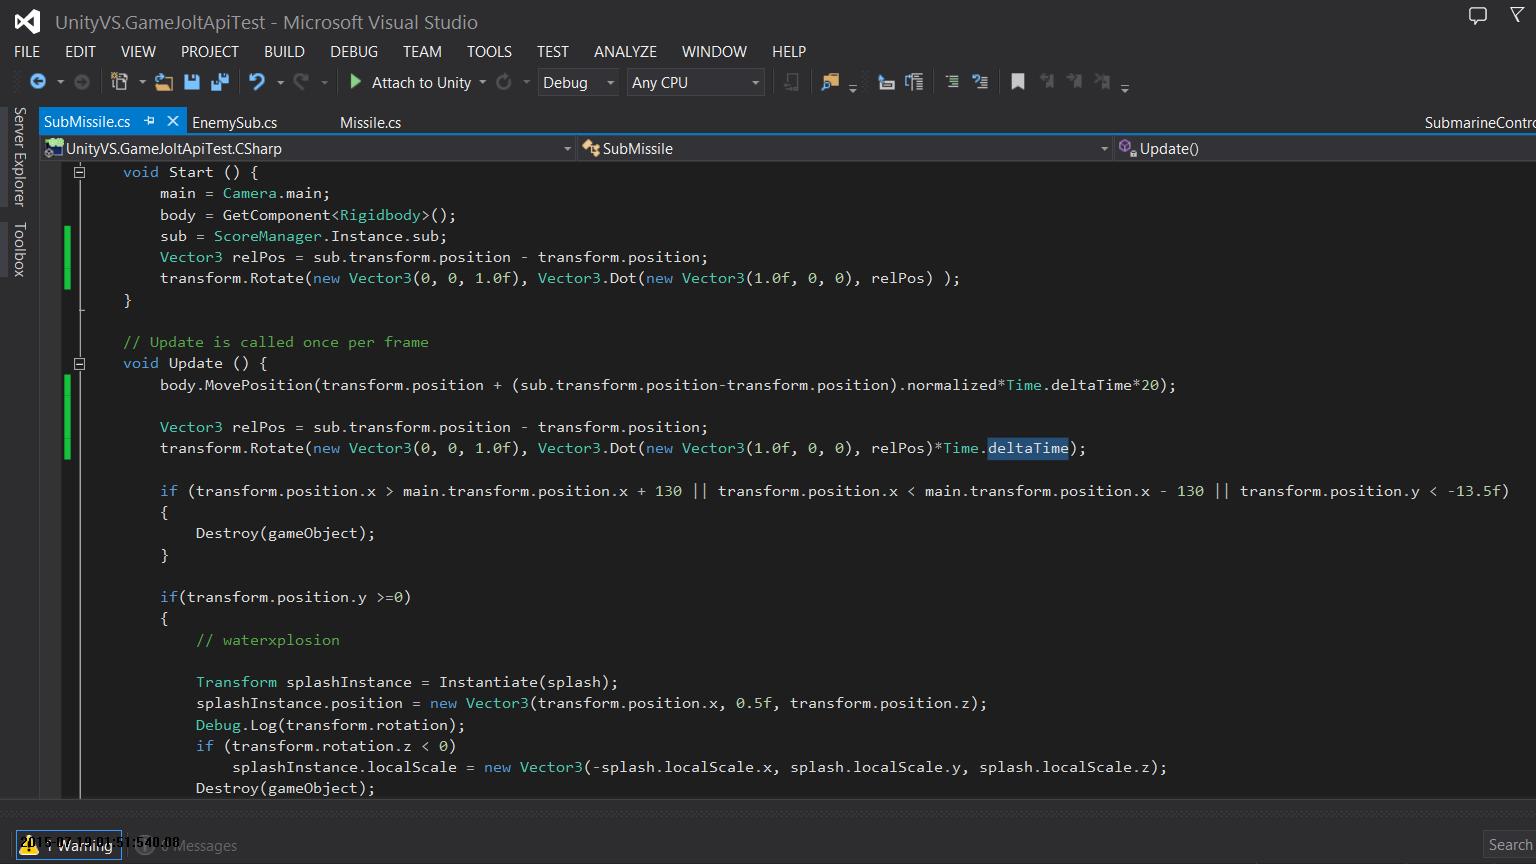 UnityVS.GameJoltApiTest - Microsoft Visual Studio
FILE EDIT VIEW PROJECT BUILD DEBUG TEAM TOOLS TEST ANALYZE WINDOW HELP
Attach to Unity Debug Any CPU
Server Explorer
Toolbox
SubMissile.cs EnemySub.cs Missile.cs SubmarineContro
UnityVS.GameJoltApiTest.CSharp SubMissile Update()
void Start () {
main = Camera.main;
body = GetComponent<Rigidbody>();
sub = ScoreManager.Instance.sub;
Vector3 relPos = sub.transform.position - transform.position;
transform.Rotate(new Vector3(0, 0, 1.0f), Vector3.Dot(new Vector3(1.0f, 0, 0), relPos) );
}
// Update is called once per frame
void Update () {
body.MovePosition(transform.position + (sub.transform.position-transform.position).normalized*Time.deltaTime*20);
Vector3 relPos = sub.transform.position - transform.position;
transform.Rotate(new Vector3(0, 0, 1.0f), Vector3.Dot(new Vector3(1.0f, 0, 0), relPos)*Time.deltaTime);
if (transform.position.x > main.transform.position.x + 130 || transform.position.x < main.transform.position.x - 130 || transform.position.y < -13.5f)
{
Destroy(gameObject);
}
if(transform.position.y >=0)
{
// waterxplosion
Transform splashInstance = Instantiate(splash);
splashInstance.position = new Vector3(transform.position.x, 0.5f, transform.position.z);
Debug.Log(transform.rotation);
if (transform.rotation.z < 0)
splashInstance.localScale = new Vector3(-splash.localScale.x, splash.localScale.y, splash.localScale.z);
Destroy(gameObject);
1 Warning 0 Messages
Search